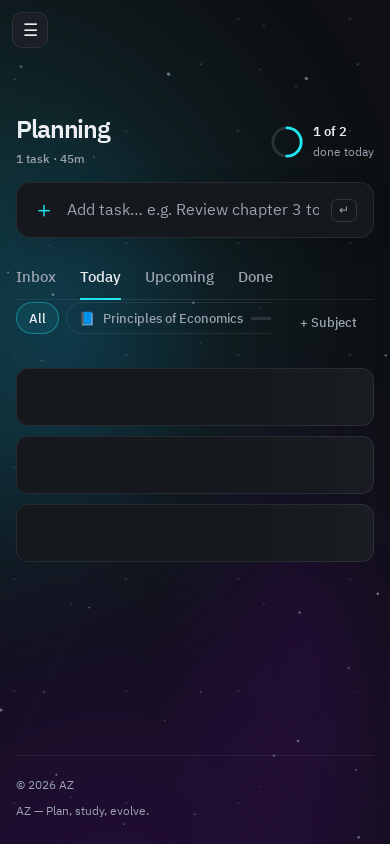 ☰
Planning
1 task · 45m
1 of 2
done today
+ Add task… e.g. Review chapter 3 to ↵
Inbox Today Upcoming Done
All 📘 Principles of Economics + Subject
© 2026 AZ
AZ — Plan, study, evolve.